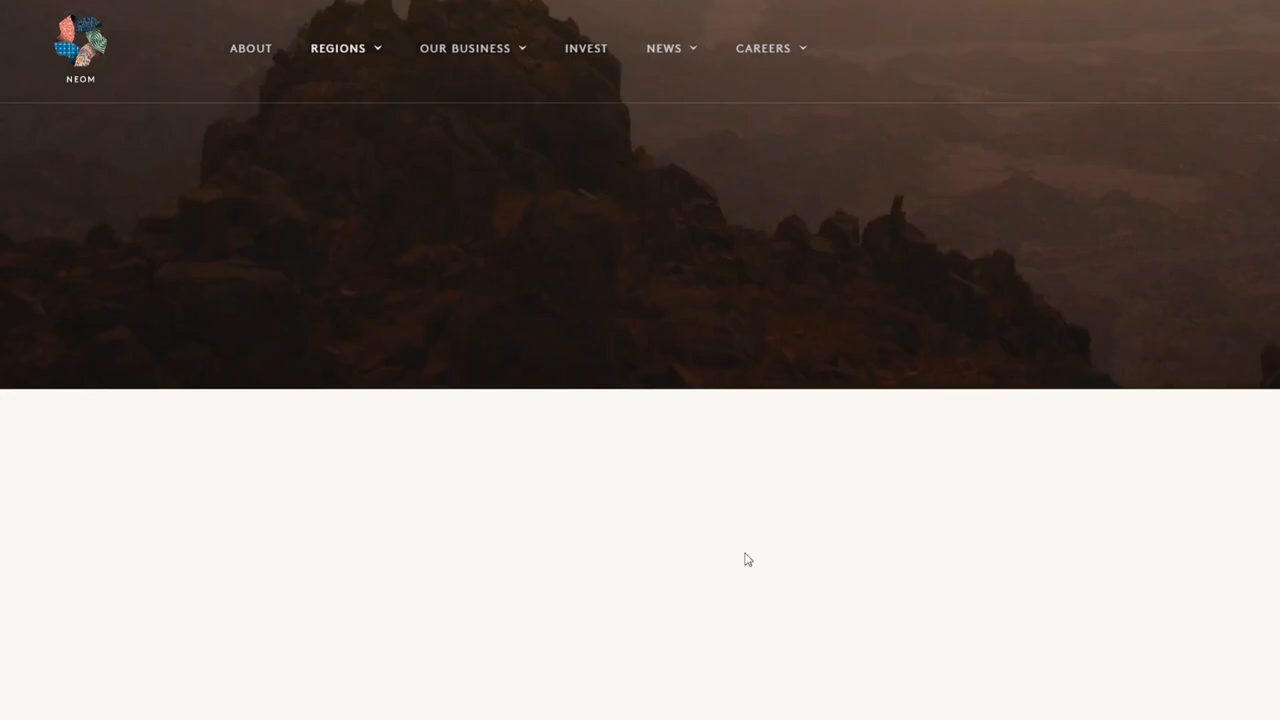 NEOM
ABOUT
REGIONS
OUR BUSINESS
INVEST
NEWS
CAREERS